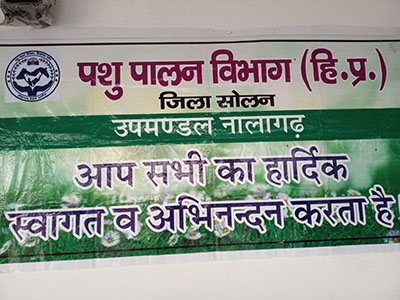 पशु पालन विभाग (हि.प्र.)
जिला सोलन
उपमण्डल नालागढ़
आप सभी का हार्दिक
स्वागत व अभिनन्दन करता है